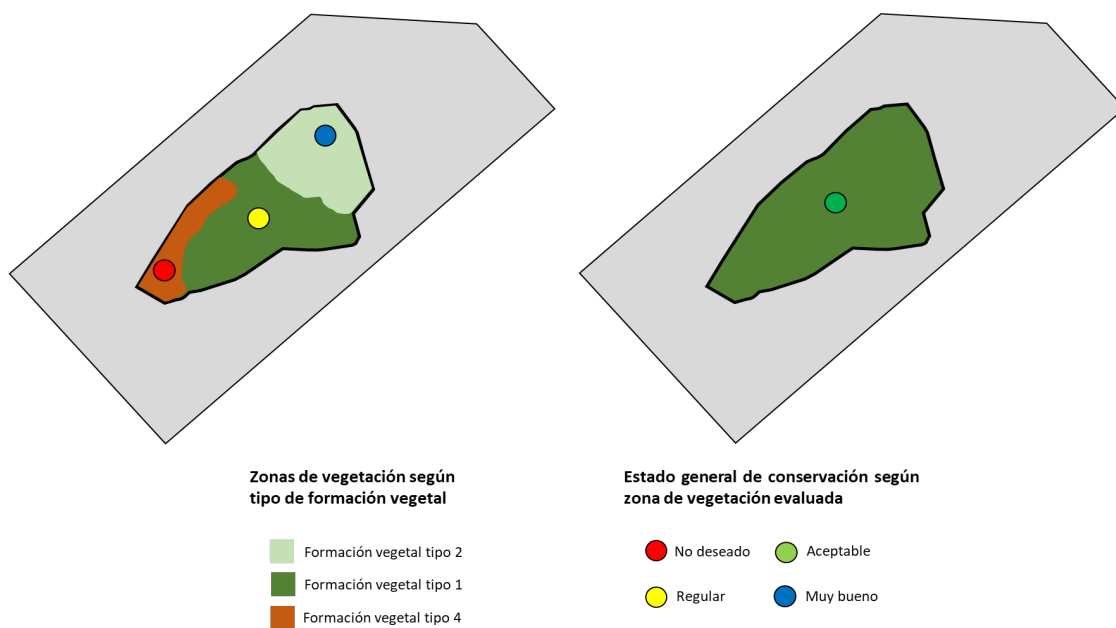 Zonas de vegetación según
tipo de formación vegetal
Formación vegetal tipo 2
Formación vegetal tipo 1
Formación vegetal tipo 4
Estado general de conservación según
zona de vegetación evaluada
No deseado
Aceptable
Regular
Muy bueno